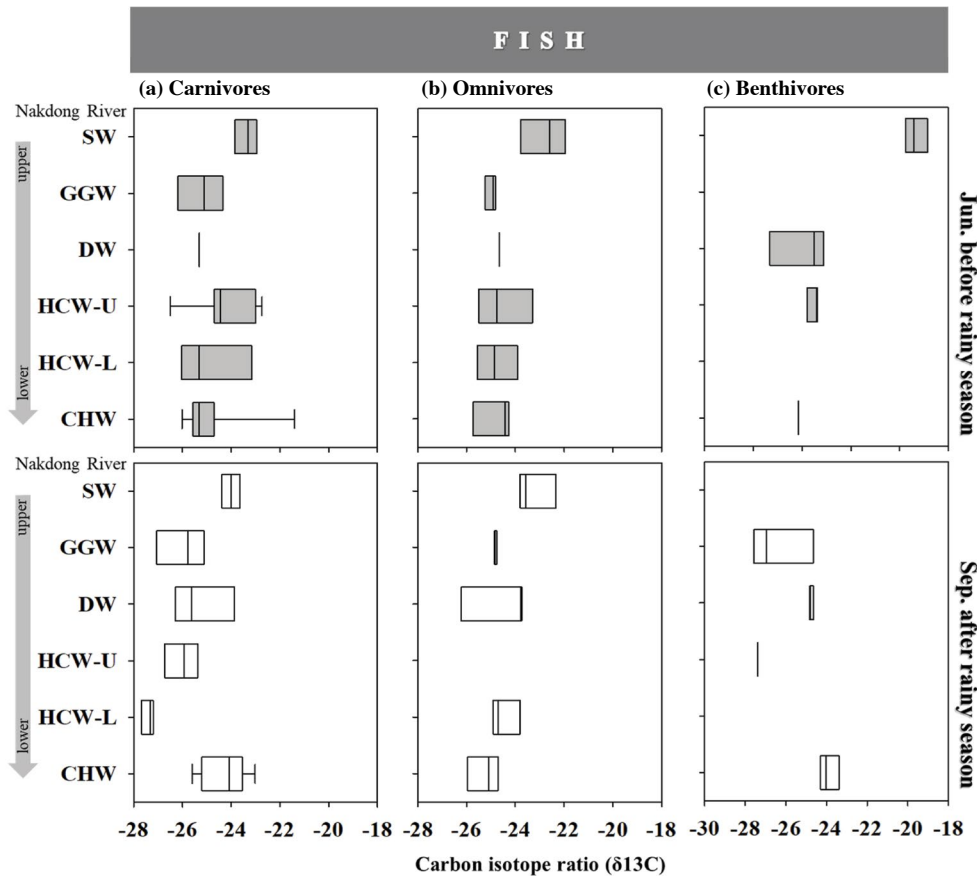 FISH
(a) Carnivores
(b) Omnivores
(c) Benthivores
Nakdong River
upper
lower
SW
GGW
DW
HCW-U
HCW-L
CHW
Jun. before rainy season
Nakdong River
upper
lower
SW
GGW
DW
HCW-U
HCW-L
CHW
Sep. after rainy season
-28 -26 -24 -22 -20 -18
-28 -26 -24 -22 -20 -18
-30 -28 -26 -24 -22 -20 -18
Carbon isotope ratio (δ13C)